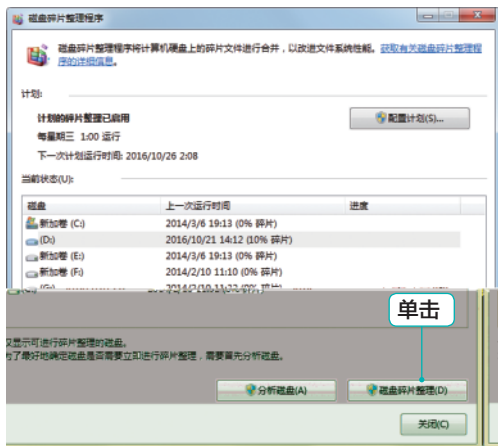 磁盘碎片整理程序
磁盘碎片整理程序将计算机硬盘上的碎片文件进行合并，以改进文件系统性能。获取有关磁盘碎片整理程
序的详细信息。
计划:
计划的碎片整理已启用
配置计划(S)...
每星期三 1:00 运行
下一次计划运行时间: 2016/10/26 2:08
当前状态(U):
磁盘 上一次运行时间 进度
新加卷 (C:) 2014/3/6 19:13 (0% 碎片)
(D:) 2016/10/21 14:12 (10% 碎片)
新加卷 (E:) 2014/3/6 19:13 (0% 碎片)
新加卷 (F:) 2014/2/10 11:10 (0% 碎片)
单击
显示可进行碎片整理的磁盘。
了最好地确定磁盘是否需要立即进行碎片整理，需要首先分析磁盘。
分析磁盘(A) 磁盘碎片整理(D)
关闭(C)